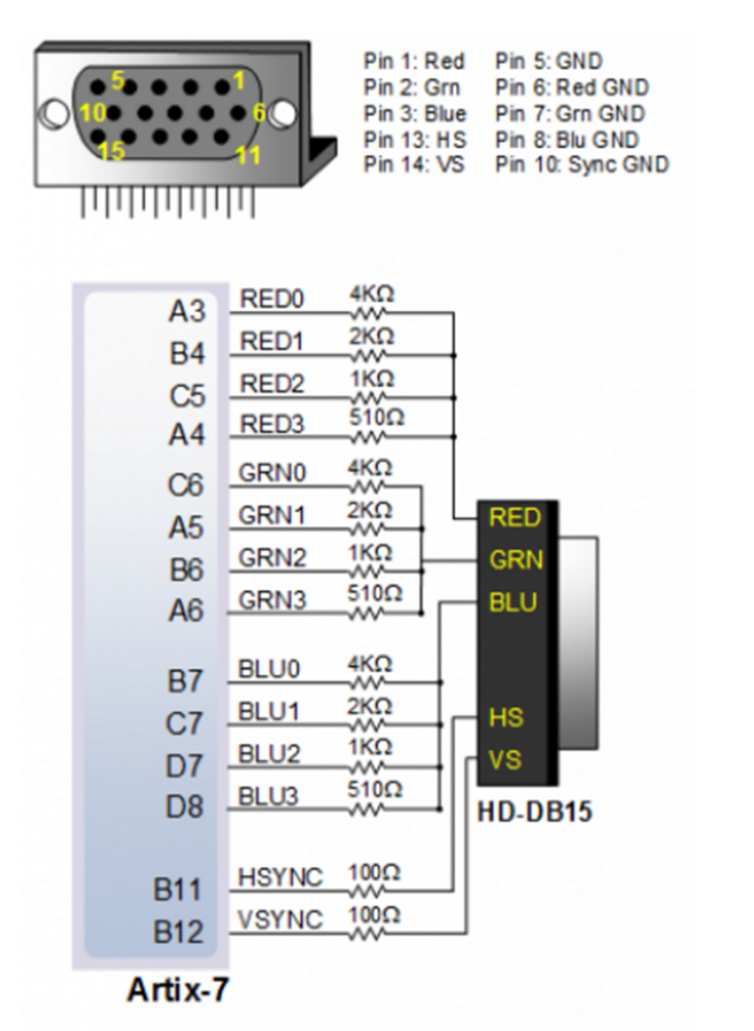 5 1
10 6
15 11
Pin 1: Red Pin 5: GND
Pin 2: Grn Pin 6: Red GND
Pin 3: Blue Pin 7: Grn GND
Pin 13: HS Pin 8: Blu GND
Pin 14: VS Pin 10: Sync GND
A3 RED0 4KΩ
B4 RED1 2KΩ
C5 RED2 1KΩ
A4 RED3 510Ω
C6 GRN0 4KΩ
A5 GRN1 2KΩ
B6 GRN2 1KΩ
A6 GRN3 510Ω
B7 BLU0 4KΩ
C7 BLU1 2KΩ
D7 BLU2 1KΩ
D8 BLU3 510Ω
B11 HSYNC 100Ω
B12 VSYNC 100Ω
RED
GRN
BLU
HS
VS
HD-DB15
Artix-7